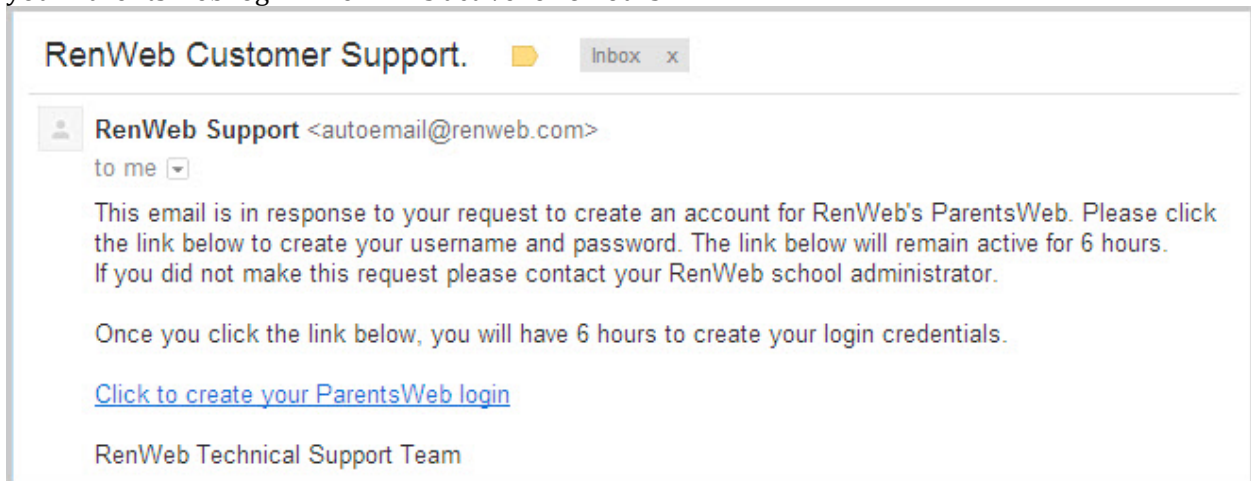 RenWeb Customer Support.
Inbox x
RenWeb Support <autoemail@renweb.com>
to me
This email is in response to your request to create an account for RenWeb's ParentsWeb. Please click
the link below to create your username and password. The link below will remain active for 6 hours.
If you did not make this request please contact your RenWeb school administrator.
Once you click the link below, you will have 6 hours to create your login credentials.
Click to create your ParentsWeb login
RenWeb Technical Support Team